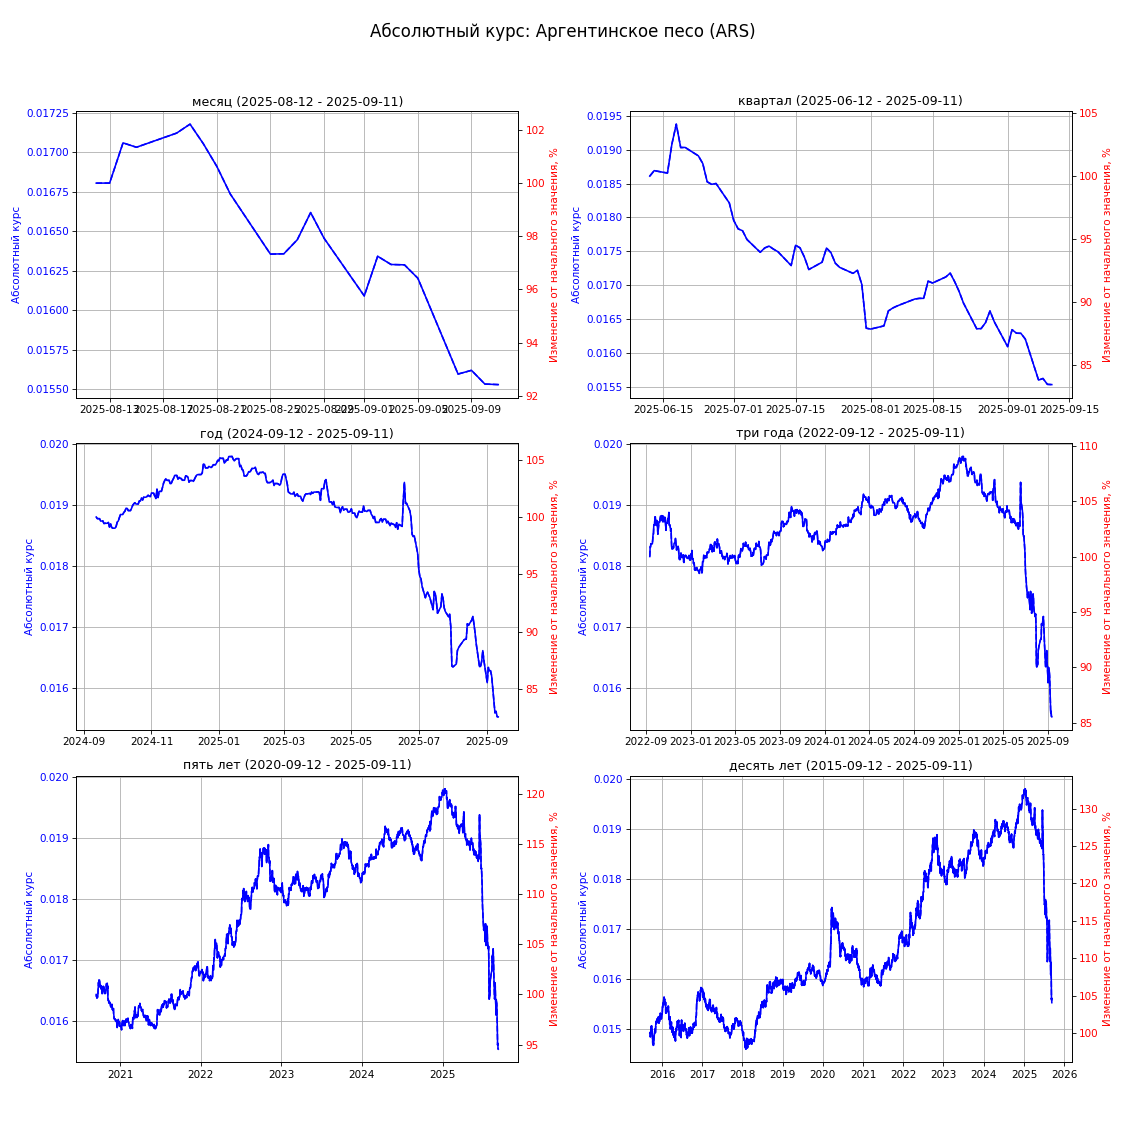 Абсолютный курс: Аргентинское песо (ARS)
месяц (2025-08-12 - 2025-09-11)
0.01725
0.01700
0.01675
0.01650
0.01625
0.01600
0.01575
0.01550
Абсолютный курс
102
100
98
96
94
92
Изменение от начального значения, %
2025-08-13 2025-08-17 2025-08-21 2025-08-25 2025-08-29 2025-09-01 2025-09-05 2025-09-09
квартал (2025-06-12 - 2025-09-11)
0.0195
0.0190
0.0185
0.0180
0.0175
0.0170
0.0165
0.0160
0.0155
Абсолютный курс
105
100
95
90
85
Изменение от начального значения, %
2025-06-15 2025-07-01 2025-07-15 2025-08-01 2025-08-15 2025-09-01 2025-09-15
год (2024-09-12 - 2025-09-11)
0.020
0.019
0.018
0.017
0.016
Абсолютный курс
105
100
95
90
85
Изменение от начального значения, %
2024-09 2024-11 2025-01 2025-03 2025-05 2025-07 2025-09
три года (2022-09-12 - 2025-09-11)
0.020
0.019
0.018
0.017
0.016
Абсолютный курс
110
105
100
95
90
85
Изменение от начального значения, %
2022-09 2023-01 2023-05 2023-09 2024-01 2024-05 2024-09 2025-01 2025-05 2025-09
пять лет (2020-09-12 - 2025-09-11)
0.020
0.019
0.018
0.017
0.016
Абсолютный курс
120
115
110
105
100
95
Изменение от начального значения, %
2021 2022 2023 2024 2025
десять лет (2015-09-12 - 2025-09-11)
0.020
0.019
0.018
0.017
0.016
0.015
Абсолютный курс
130
125
120
115
110
105
100
Изменение от начального значения, %
2016 2017 2018 2019 2020 2021 2022 2023 2024 2025 2026